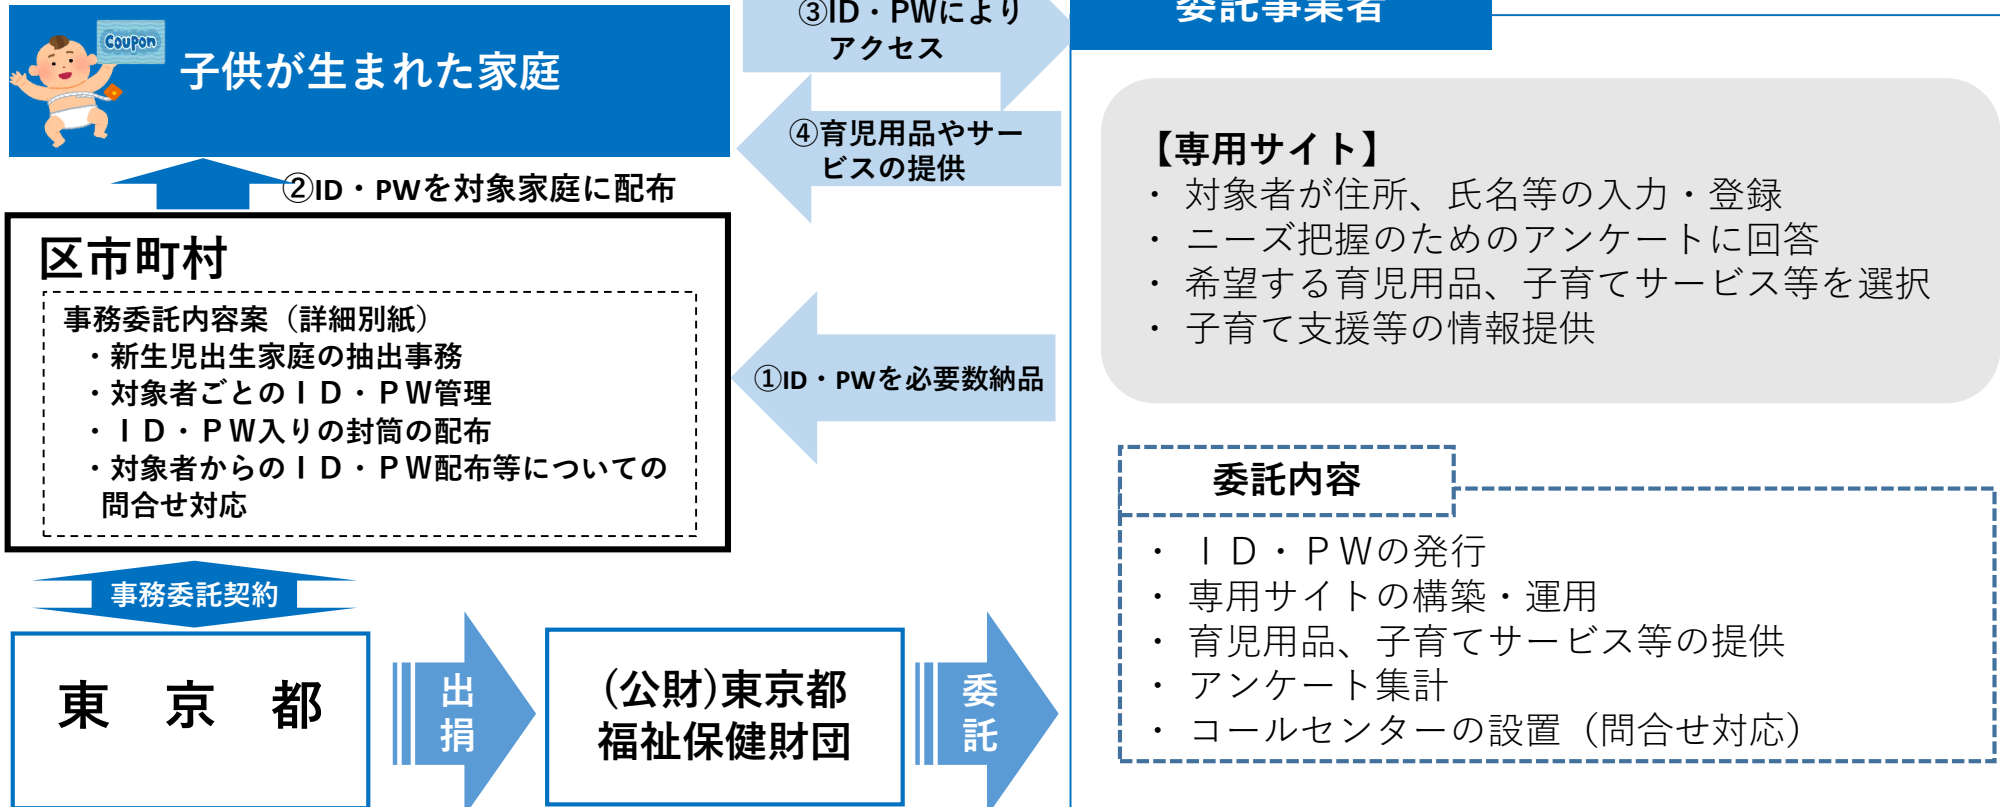 Coupon
子供が生まれた家庭
③ID・PWにより
アクセス
④育児用品やサー
ビスの提供
②ID・PWを対象家庭に配布
区市町村
事務委託内容案（詳細別紙）
・新生児出生家庭の抽出事務
・対象者ごとのＩＤ・ＰＷ管理
・ＩＤ・ＰＷ入りの封筒の配布
・対象者からのＩＤ・ＰＷ配布等についての
問合せ対応
①ID・PWを必要数納品
事務委託契約
東　京　都
出
捐
(公財)東京都
福祉保健財団
委
託
委託事業者
【専用サイト】
・ 対象者が住所、氏名等の入力・登録
・ ニーズ把握のためのアンケートに回答
・ 希望する育児用品、子育てサービス等を選択
・ 子育て支援等の情報提供
委託内容
・ ＩＤ・ＰＷの発行
・ 専用サイトの構築・運用
・ 育児用品、子育てサービス等の提供
・ アンケート集計
・ コールセンターの設置（問合せ対応）